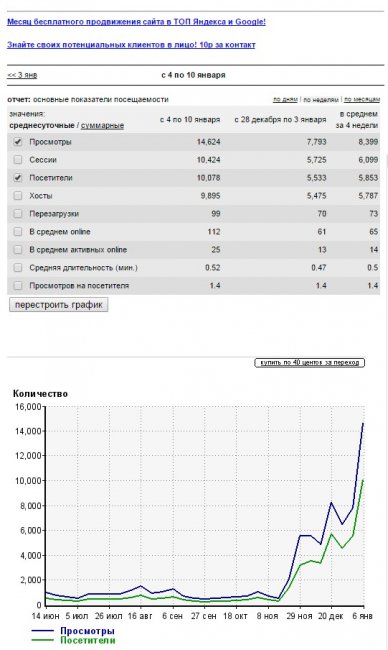 Месяц бесплатного продвижения сайта в ТОП Яндекса и Google!
Знайте своих потенциальных клиентов в лицо! 10р за контакт
<< 3 янв с 4 по 10 января
отчет: основные показатели посещаемости по дням | по неделям | по месяцам
значения:
среднесуточные / суммарные с 4 по 10 января с 28 декабря по 3 января в среднем за 4 недели
Просмотры 14,624 7,793 8,399
Сессии 10,424 5,725 6,099
Посетители 10,078 5,533 5,853
Хосты 9,895 5,475 5,787
Перезагрузки 99 70 73
В среднем online 112 61 65
В среднем активных online 25 13 14
Средняя длительность (мин.) 0.52 0.47 0.5
Просмотров на посетителя 1.4 1.4 1.4
перестроить график
купить по 40 центов за переход
Количество
16,000
14,000
12,000
10,000
8,000
6,000
4,000
2,000
0
14 июн 5 июл 26 июл 16 авг 6 сен 27 сен 18 окт 8 ноя 29 ноя 20 дек 6 янв
Просмотры
Посетители